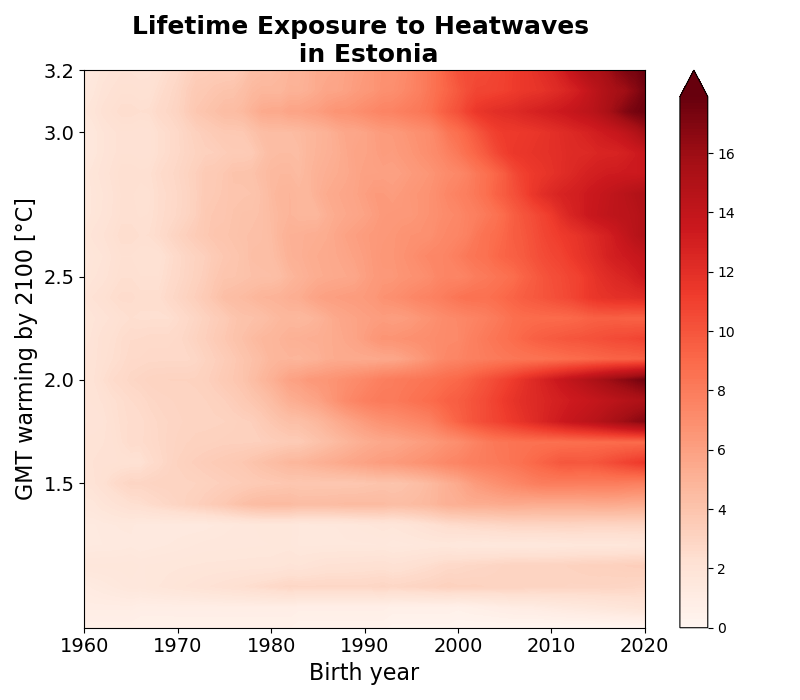 Lifetime Exposure to Heatwaves
in Estonia
3.2
3.0
2.5
2.0
1.5
GMT warming by 2100 [°C]
1960 1970 1980 1990 2000 2010 2020
Birth year
16
14
12
10
8
6
4
2
0